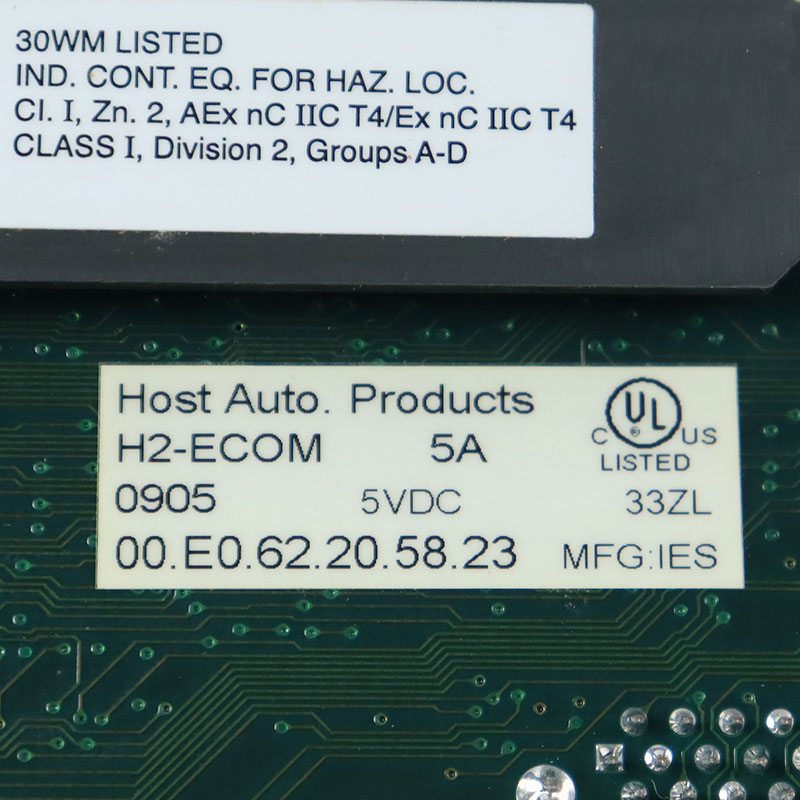 30WM LISTED
IND. CONT. EQ. FOR HAZ. LOC.
Cl. I, Zn. 2, AEx nC IIC T4/Ex nC IIC T4
CLASS I, Division 2, Groups A-D
Host Auto. Products
H2-ECOM 5A
0905 5VDC
00.E0.62.20.58.23
C UL ® US
LISTED
33ZL
MFG:IES